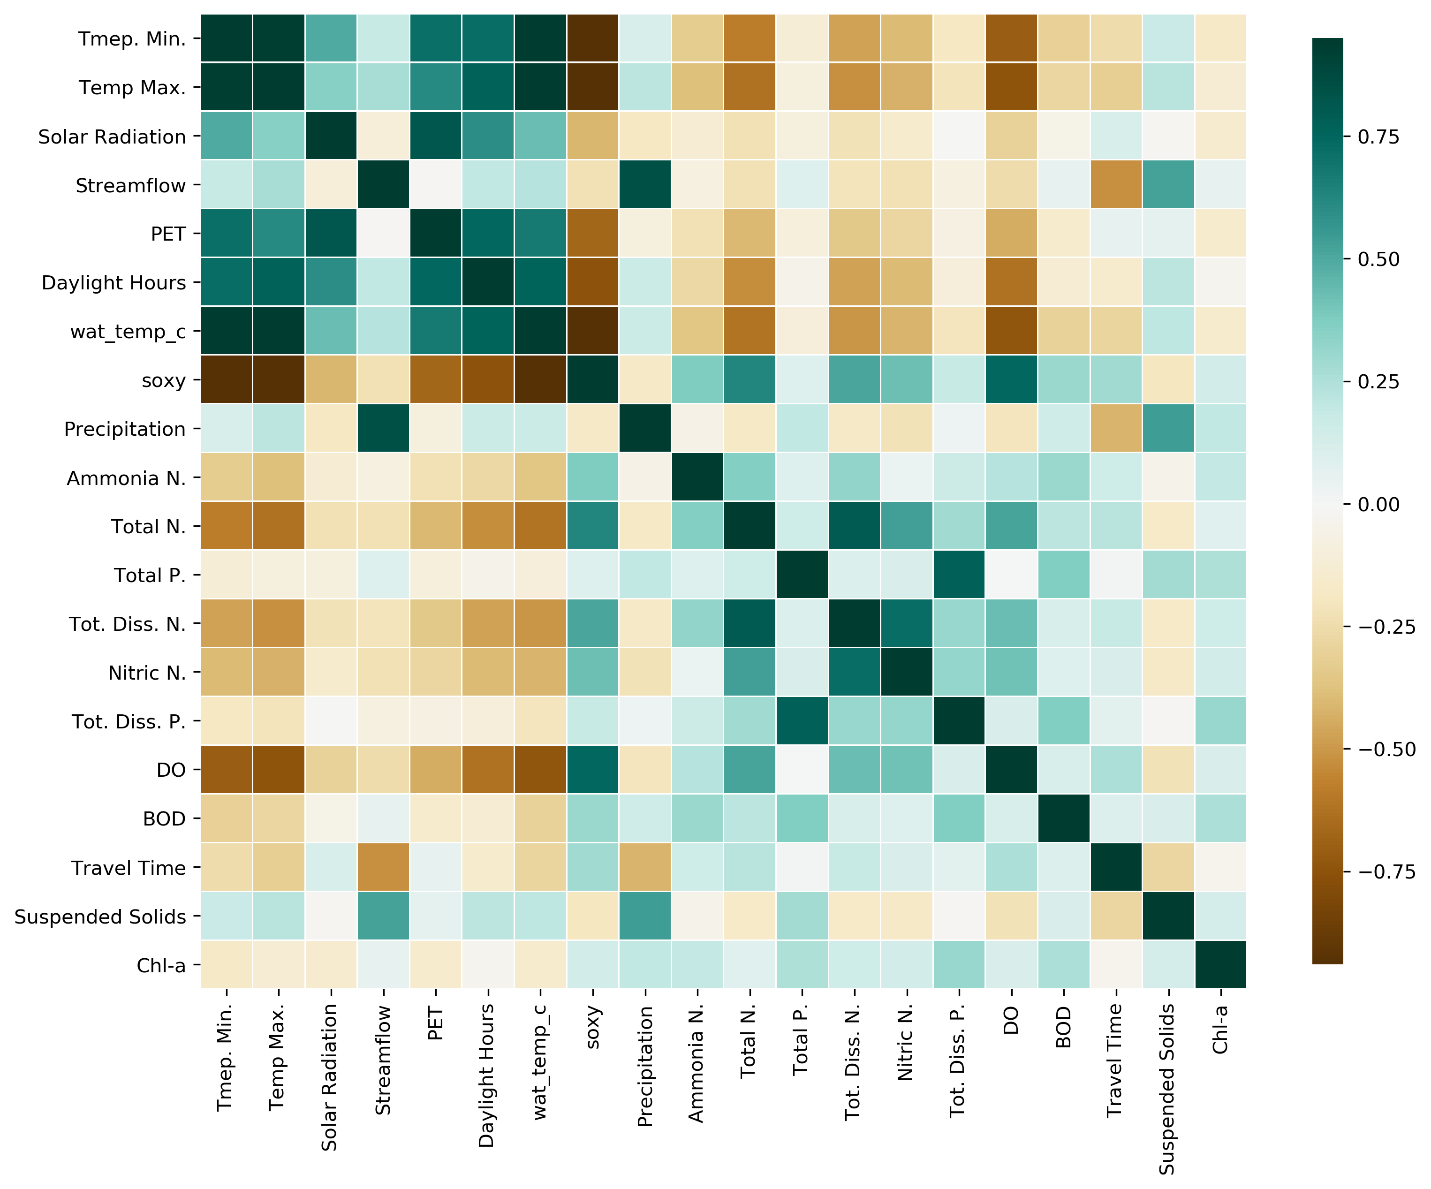 Tmep. Min.
Temp Max.
Solar Radiation
Streamflow
PET
Daylight Hours
wat_temp_c
soxy
Precipitation
Ammonia N.
Total N.
Total P.
Tot. Diss. N.
Nitric N.
Tot. Diss. P.
DO
BOD
Travel Time
Suspended Solids
Chl-a
Tmep. Min.
Temp Max.
Solar Radiation
Streamflow
PET
Daylight Hours
wat_temp_c
soxy
Precipitation
Ammonia N.
Total N.
Total P.
Tot. Diss. N.
Nitric N.
Tot. Diss. P.
DO
BOD
Travel Time
Suspended Solids
Chl-a
0.75
0.50
0.25
0.00
−0.25
−0.50
−0.75